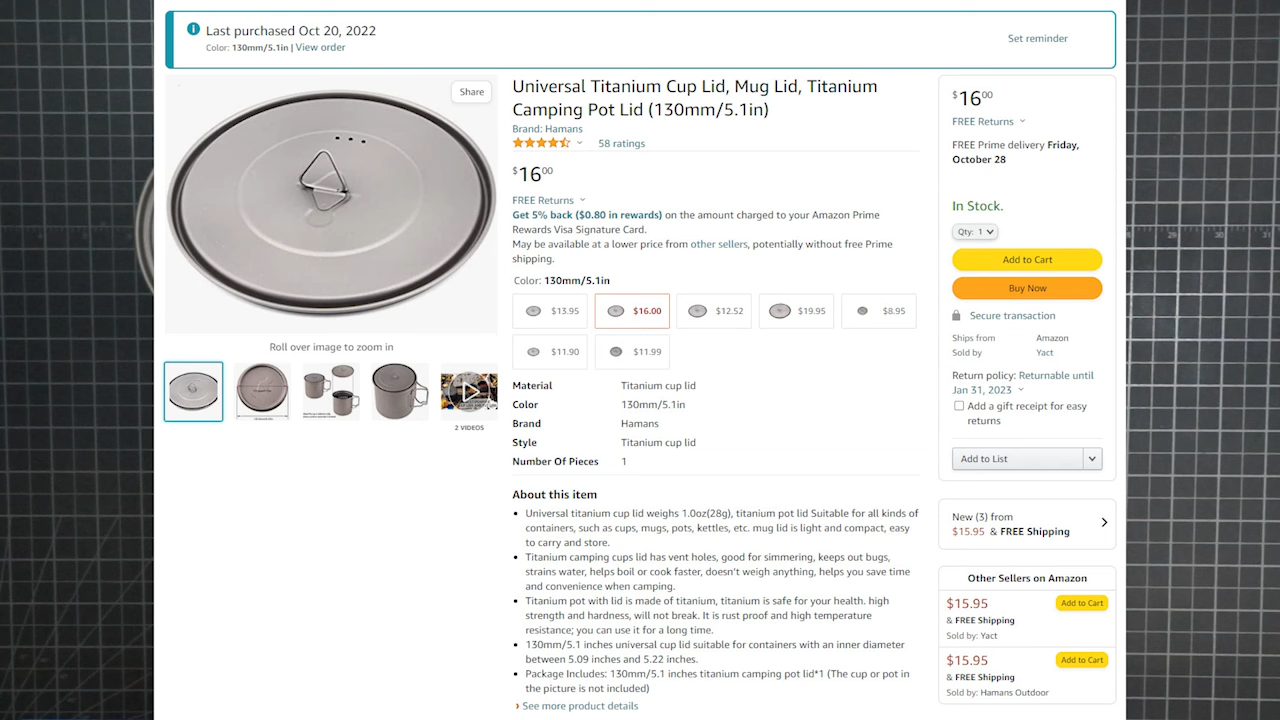 Last purchased Oct 20, 2022
Color: 130mm/5.1in | View order
Set reminder
Share
Roll over image to zoom in
2 VIDEOS
Universal Titanium Cup Lid, Mug Lid, Titanium
Camping Pot Lid (130mm/5.1in)
Brand: Hamans
58 ratings
$1600
FREE Returns
Get 5% back ($0.80 in rewards) on the amount charged to your Amazon Prime
Rewards Visa Signature Card.
May be available at a lower price from other sellers, potentially without free Prime
shipping.
Color: 130mm/5.1in
$13.95 $16.00 $12.52 $19.95 $8.95
$11.90 $11.99
Material Titanium cup lid
Color 130mm/5.1in
Brand Hamans
Style Titanium cup lid
Number Of Pieces 1
About this item
• Universal titanium cup lid weighs 1.0oz(28g), titanium pot lid Suitable for all kinds of
containers, such as cups, mugs, pots, kettles, etc. mug lid is light and compact, easy
to carry and store.
• Titanium camping cups lid has vent holes, good for simmering, keeps out bugs,
strains water, helps boil or cook faster, doesn't weigh anything, helps you save time
and convenience when camping.
• Titanium pot with lid is made of titanium, titanium is safe for your health. high
strength and hardness, will not break. It is rust proof and high temperature
resistance; you can use it for a long time.
• 130mm/5.1 inches universal cup lid suitable for containers with an inner diameter
between 5.09 inches and 5.22 inches.
• Package Includes: 130mm/5.1 inches titanium camping pot lid*1 (The cup or pot in
the picture is not included)
› See more product details
$1600
FREE Returns
FREE Prime delivery Friday,
October 28
In Stock.
Qty: 1
Add to Cart
Buy Now
Secure transaction
Ships from Amazon
Sold by Yact
Return policy: Returnable until
Jan 31, 2023
Add a gift receipt for easy
returns
Add to List
New (3) from
$15.95 & FREE Shipping
Other Sellers on Amazon
$15.95 Add to Cart
& FREE Shipping
Sold by: Yact
$15.95 Add to Cart
& FREE Shipping
Sold by: Hamans Outdoor
29 30 31